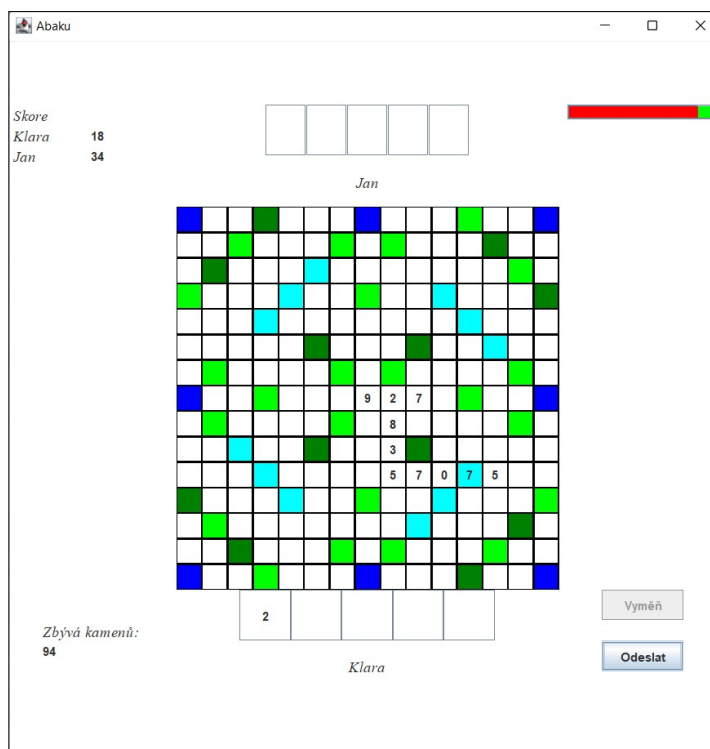 Abaku
Skore
Klara 18
Jan 34
Jan
9 2 7
8
3
5 7 0 7 5
2
Zbývá kamenů:
94
Klara
Vyměň
Odeslat